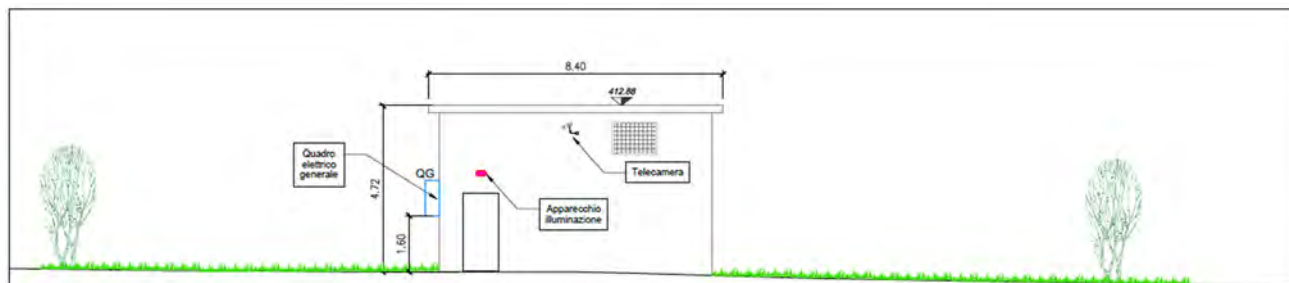 8.40
412.88
Quadro
elettrico
generale
QG
Telecamera
4.72
Apparecchio
illuminazione
1.60